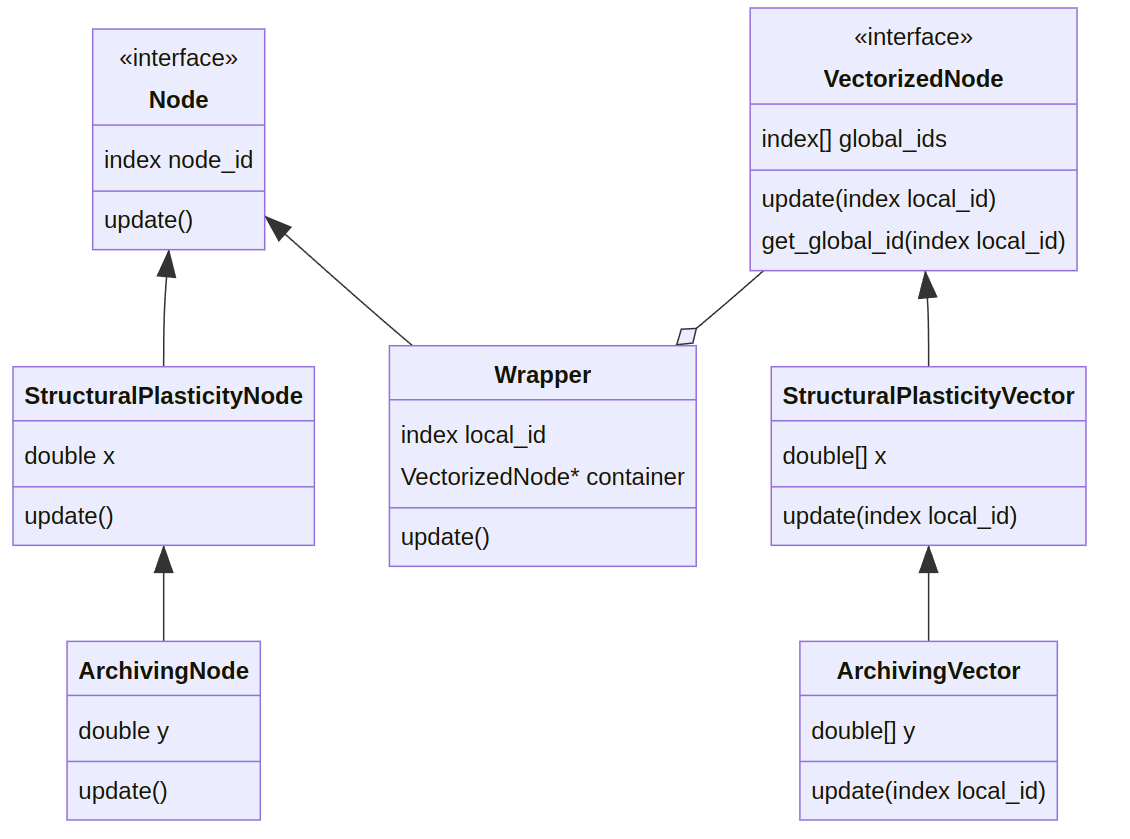 «interface»
Node
index node_id
update()
«interface»
VectorizedNode
index[] global_ids
update(index local_id)
get_global_id(index local_id)
StructuralPlasticityNode
double x
update()
Wrapper
index local_id
VectorizedNode* container
update()
StructuralPlasticityVector
double[] x
update(index local_id)
ArchivingNode
double y
update()
ArchivingVector
double[] y
update(index local_id)